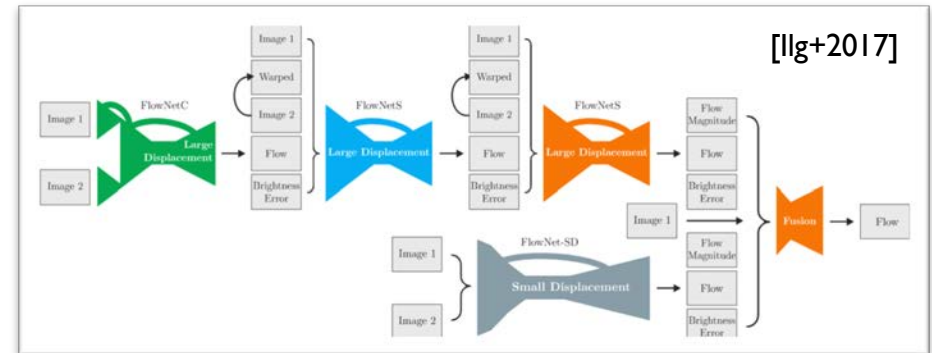 [Ilg+2017]
Image 1
Image 2
FlowNetC
Large
Displacement
Image 1
Warped
Image 2
Flow
Brightness
Error
FlowNetS
Large Displacement
Image 1
Warped
Image 2
Flow
Brightness
Error
FlowNetS
Large Displacement
Flow
Magnitude
Flow
Brightness
Error
Image 1
Image 1
Image 2
FlowNet-SD
Small Displacement
Flow
Magnitude
Flow
Brightness
Error
Fusion
Flow